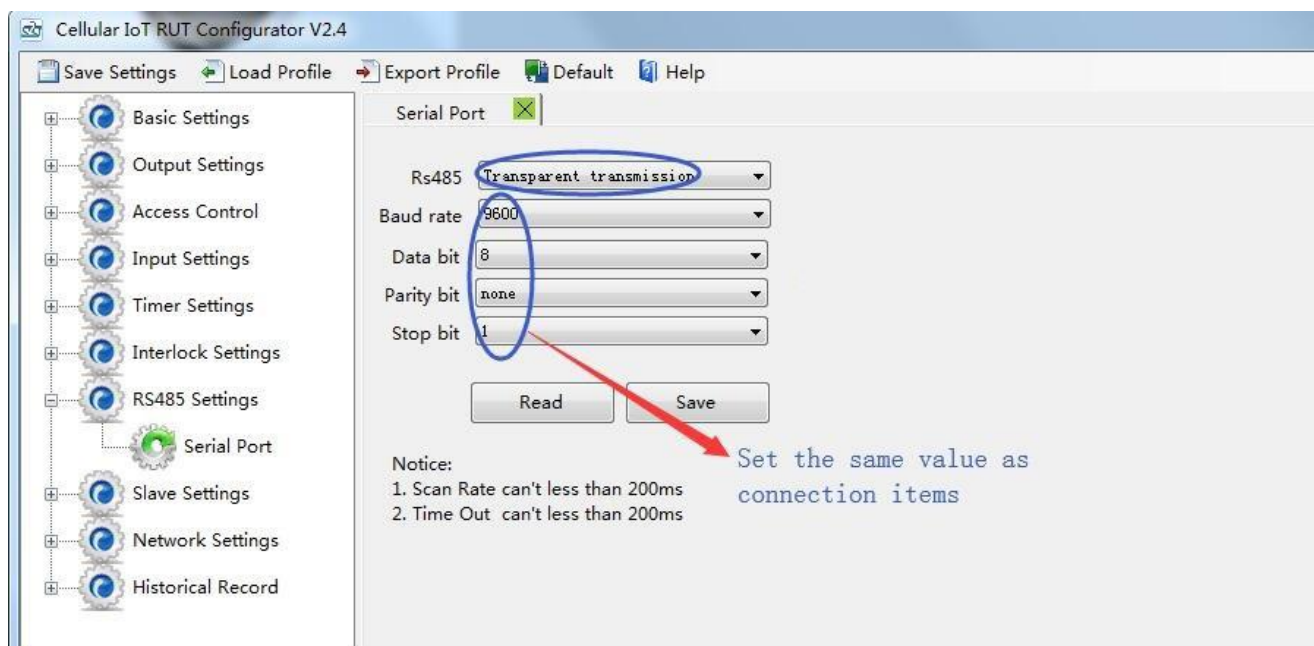 Cellular IoT RUT Configurator V2.4
Save Settings Load Profile Export Profile Default Help
Basic Settings
Output Settings
Access Control
Input Settings
Timer Settings
Interlock Settings
RS485 Settings
Serial Port
Slave Settings
Network Settings
Historical Record
Serial Port
Rs485 Transparent transmission
Baud rate 9600
Data bit 8
Parity bit none
Stop bit 1
Read Save
Notice:
1. Scan Rate can't less than 200ms
2. Time Out can't less than 200ms
Set the same value as
connection items